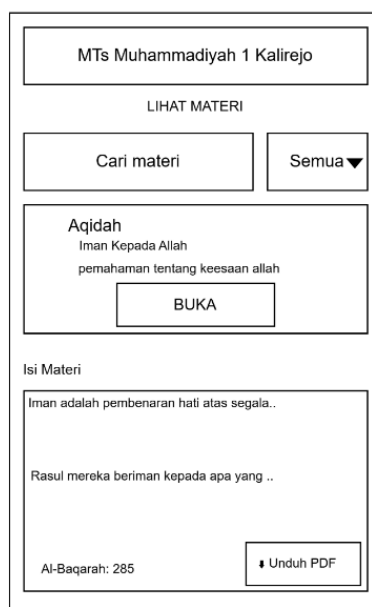 MTs Muhammadiyah 1 Kalirejo
LIHAT MATERI
Cari materi
Semua
Aqidah
Iman Kepada Allah
pemahaman tentang keesaan allah
BUKA
Isi Materi
Iman adalah pembenaran hati atas segala..
Rasul mereka beriman kepada apa yang ..
Al-Baqarah: 285
Unduh PDF